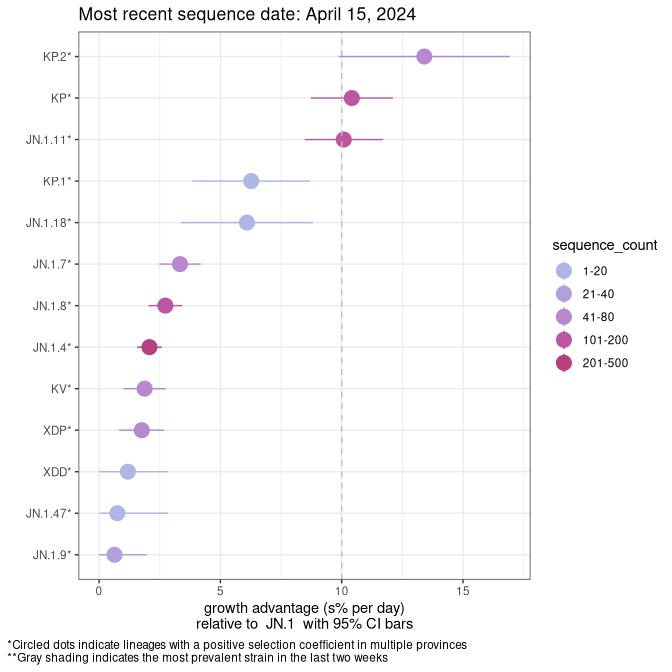 Most recent sequence date: April 15, 2024
KP.2*
KP*
JN.1.11*
KP.1*
JN.1.18*
JN.1.7*
JN.1.8*
JN.1.4*
KV*
XDP*
XDD*
JN.1.47*
JN.1.9*
0 5 10 15
growth advantage (s% per day)
relative to JN.1 with 95% CI bars
sequence_count
1-20
21-40
41-80
101-200
201-500
*Circled dots indicate lineages with a positive selection coefficient in multiple provinces
**Gray shading indicates the most prevalent strain in the last two weeks